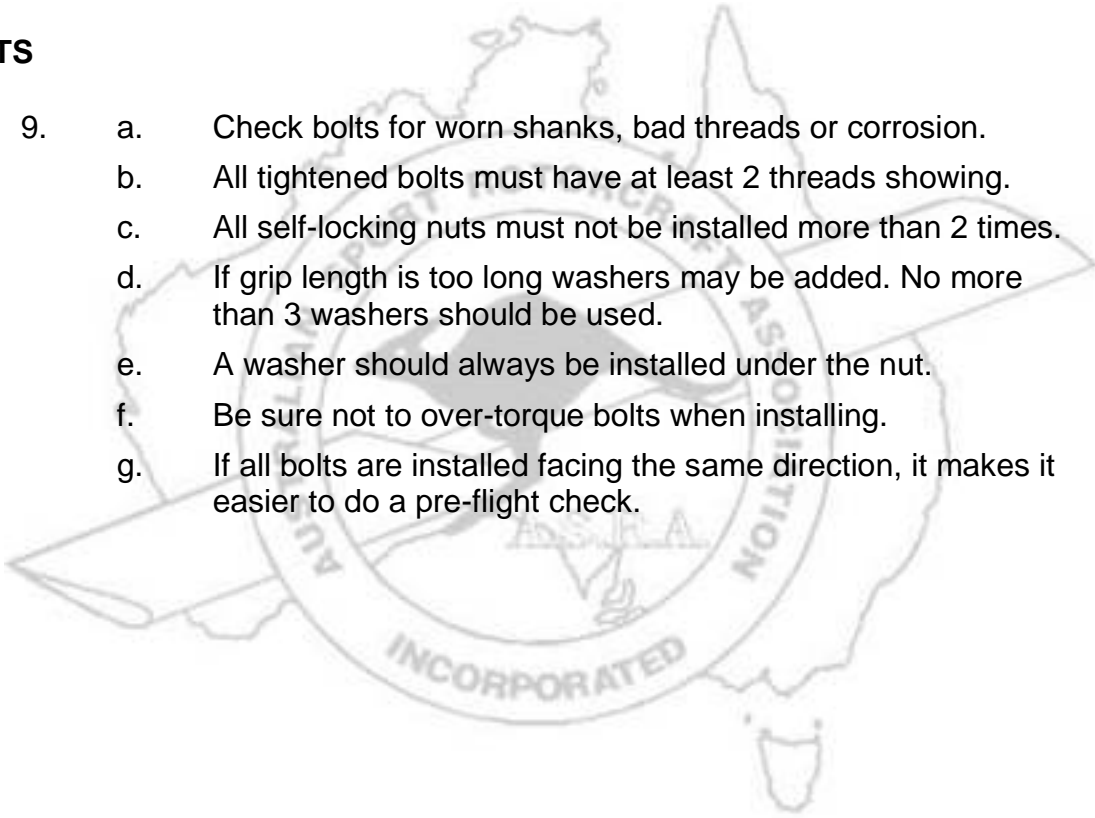 TS
9. a. Check bolts for worn shanks, bad threads or corrosion.
b. All tightened bolts must have at least 2 threads showing.
c. All self-locking nuts must not be installed more than 2 times.
d. If grip length is too long washers may be added. No more
than 3 washers should be used.
e. A washer should always be installed under the nut.
f. Be sure not to over-torque bolts when installing.
g. If all bolts are installed facing the same direction, it makes it
easier to do a pre-flight check.
AUSTRALIAN SPORT ROTORCRAFT ASSOCIATION
A.S.R.A.
INCORPORATED